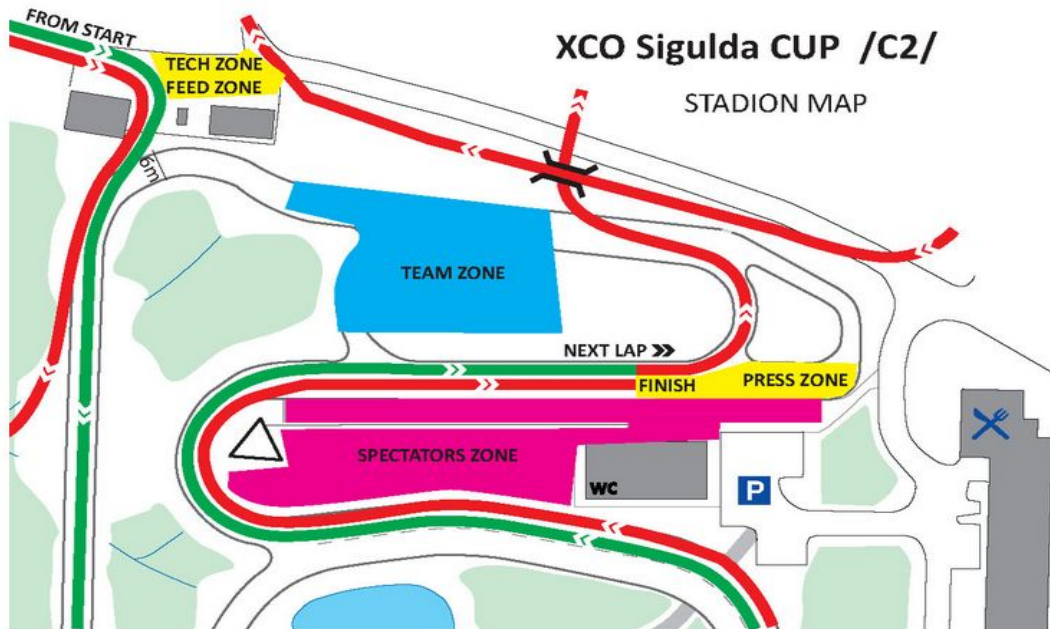 FROM START
TECH ZONE
FEED ZONE
XCO Sigulda CUP /C2/
STADION MAP
6m
TEAM ZONE
NEXT LAP
FINISH
PRESS ZONE
SPECTATORS ZONE
WC
P